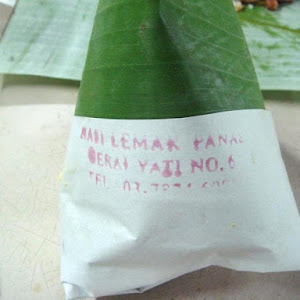 NASI LEMAK PANAS
GERAI YATI NO.6
TEL 03.7874